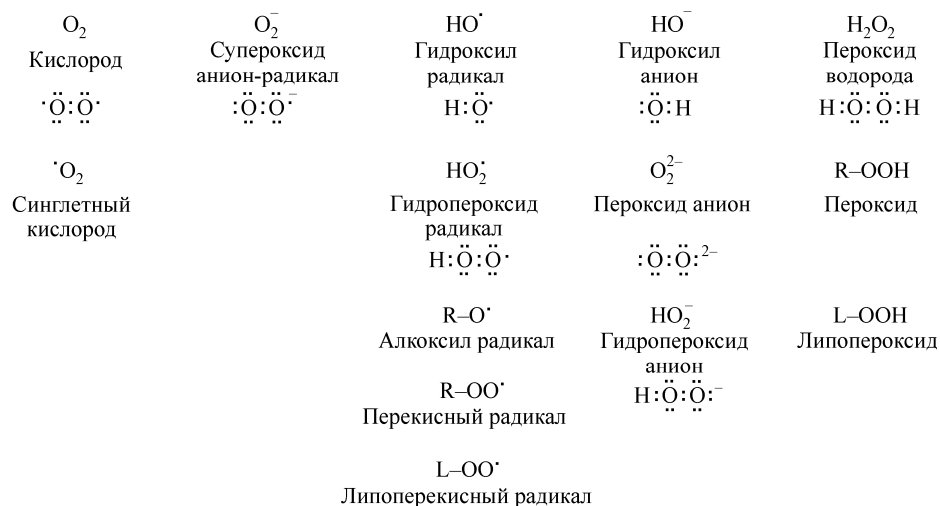 O₂ O₂⁻ HO˙ HO⁻ H₂O₂
Кислород Супероксид Гидроксил Гидроксил Пероксид
анион-радикал радикал анион водорода
·O:O· :O:O·⁻ H:O· :O:H H:O:O:H
˙O₂ HO₂˙ O₂²⁻ R–OOH
Синглетный Гидропероксид Пероксид анион Пероксид
кислород радикал
H:O:O· :O:O:²⁻
R–O˙ HO₂⁻ L–OOH
Алкоксил радикал Гидропероксид Липопероксид
анион
R–OO˙ H:O:O:⁻
Перекисный радикал
L–OO˙
Липоперекисный радикал